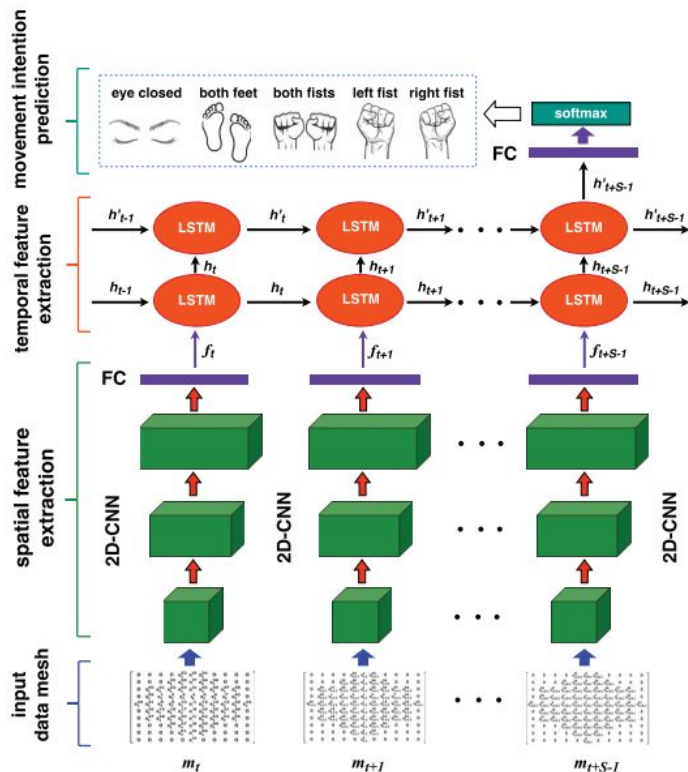 movement intention prediction
eye closed both feet both fists left fist right fist
softmax
FC
h't+S-1
temporal feature extraction
h't-1 LSTM h't LSTM h't+1 . . . LSTM h't+S-1
ht ht+1 ht+S-1
ht-1 LSTM ht LSTM ht+1 . . . LSTM ht+S-1
ft ft+1 ft+S-1
FC
spatial feature extraction
. . .
2D-CNN 2D-CNN . . . 2D-CNN
. . .
input data mesh
. . .
mt mt+1 mt+S-1